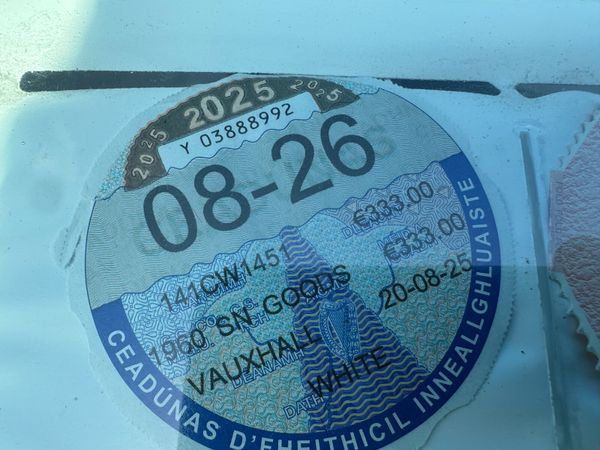 2025 2025 2025
Y 03888992
08-26
141CW1451 €333.00
1960 SN GOODS €333.00
VAUXHALL 20-08-25
WHITE
CEADÚNAS D'FHEITHICIL INNEALLGHLUAISTE